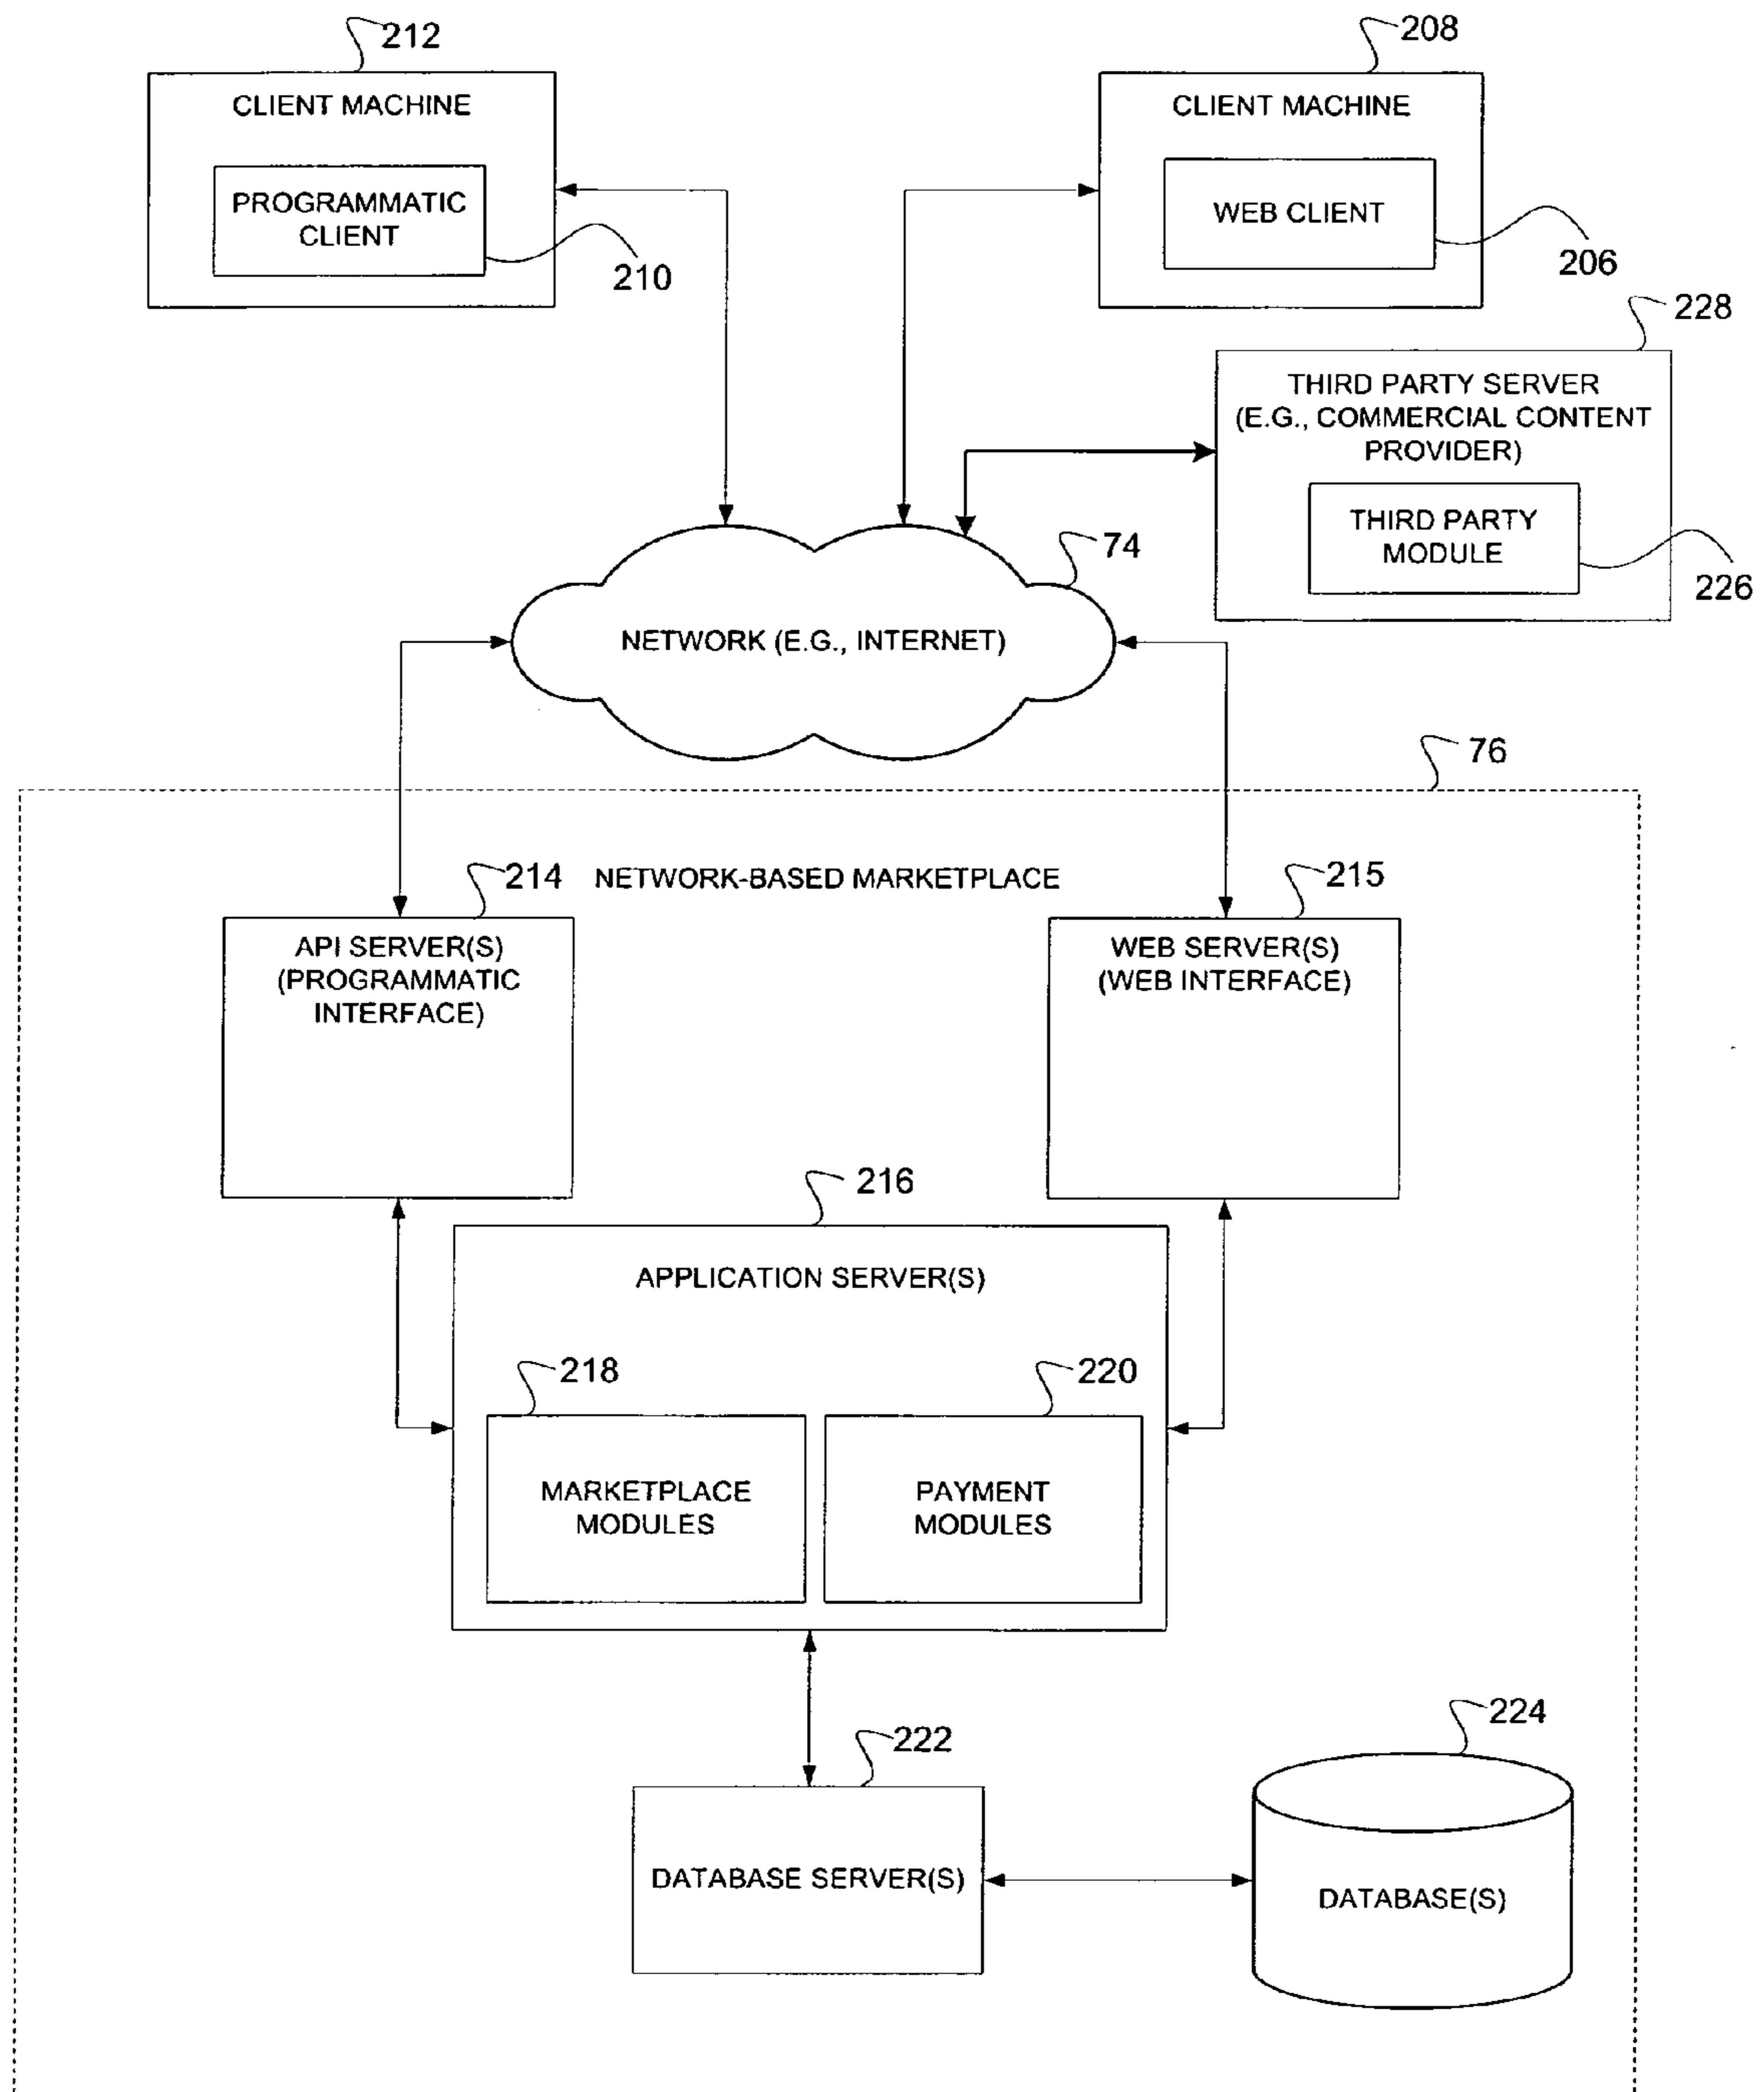 212
208
CLIENT MACHINE
CLIENT MACHINE
PROGRAMMATIC
CLIENT
210
WEB CLIENT
206
228
THIRD PARTY SERVER
(E.G., COMMERCIAL CONTENT
PROVIDER)
THIRD PARTY
MODULE
226
74
NETWORK (E.G., INTERNET)
76
NETWORK-BASED MARKETPLACE
214
215
API SERVER(S)
(PROGRAMMATIC
INTERFACE)
WEB SERVER(S)
(WEB INTERFACE)
216
APPLICATION SERVER(S)
218
220
MARKETPLACE
MODULES
PAYMENT
MODULES
222
224
DATABASE SERVER(S)
DATABASE(S)